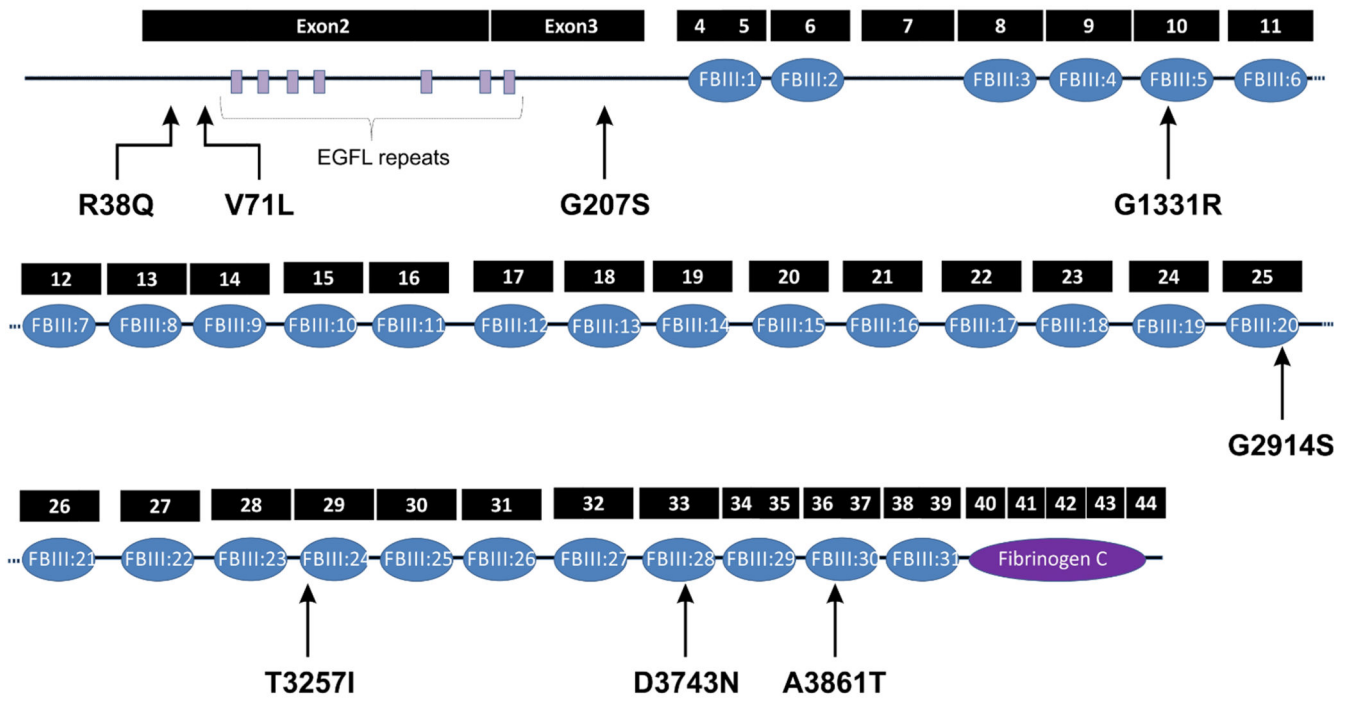 Exon2 Exon3 4 5 6 7 8 9 10 11
FBIII:1 FBIII:2 FBIII:3 FBIII:4 FBIII:5 FBIII:6
EGFL repeats
R38Q V71L G207S G1331R
12 13 14 15 16 17 18 19 20 21 22 23 24 25
FBIII:7 FBIII:8 FBIII:9 FBIII:10 FBIII:11 FBIII:12 FBIII:13 FBIII:14 FBIII:15 FBIII:16 FBIII:17 FBIII:18 FBIII:19 FBIII:20
G2914S
26 27 28 29 30 31 32 33 34 35 36 37 38 39 40 41 42 43 44
FBIII:21 FBIII:22 FBIII:23 FBIII:24 FBIII:25 FBIII:26 FBIII:27 FBIII:28 FBIII:29 FBIII:30 FBIII:31 Fibrinogen C
T3257I D3743N A3861T